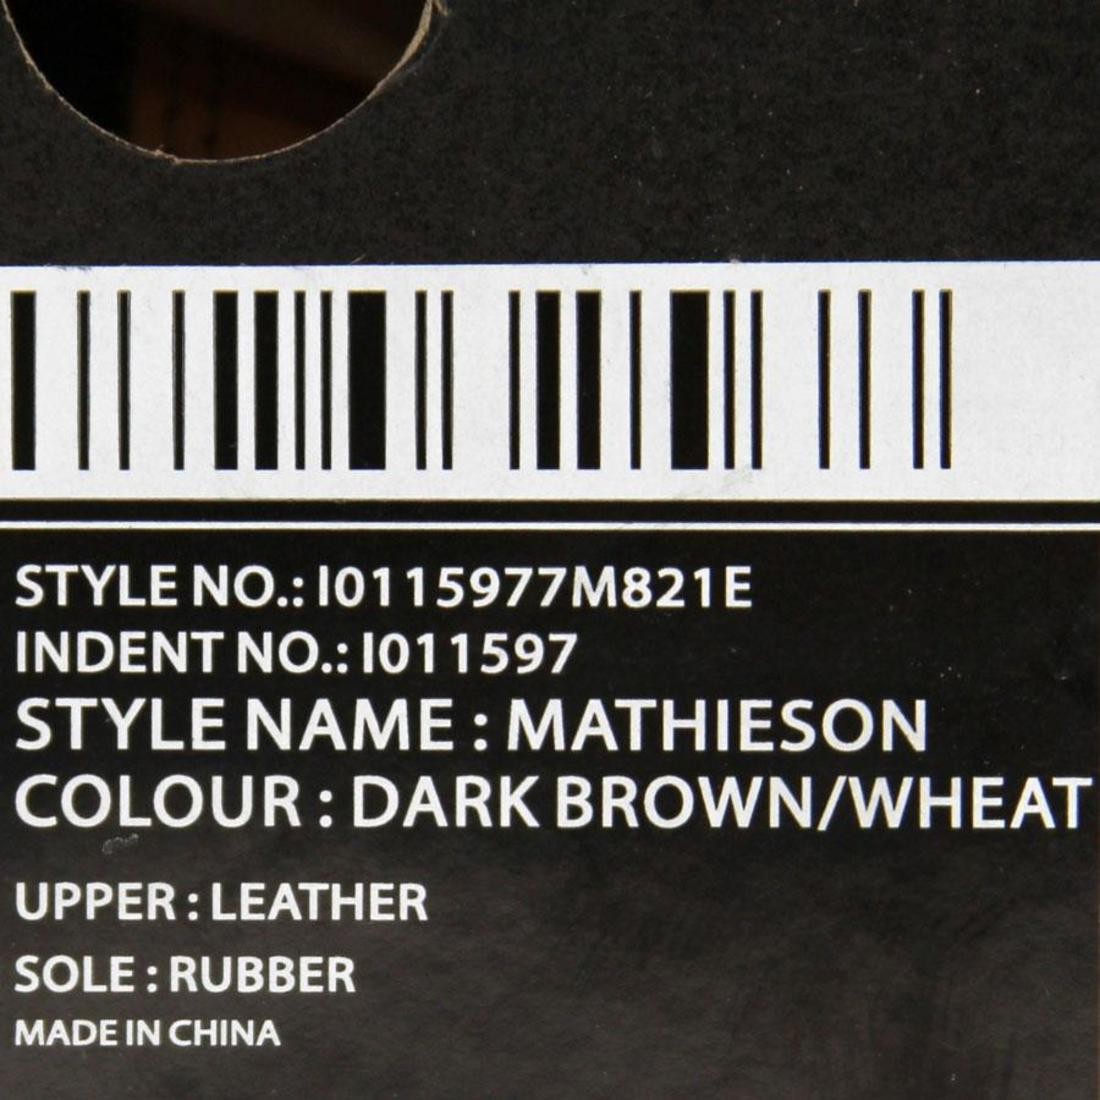 STYLE NO.: I0115977M821E
INDENT NO.: I011597
STYLE NAME : MATHIESON
COLOUR : DARK BROWN/WHEAT
UPPER : LEATHER
SOLE : RUBBER
MADE IN CHINA